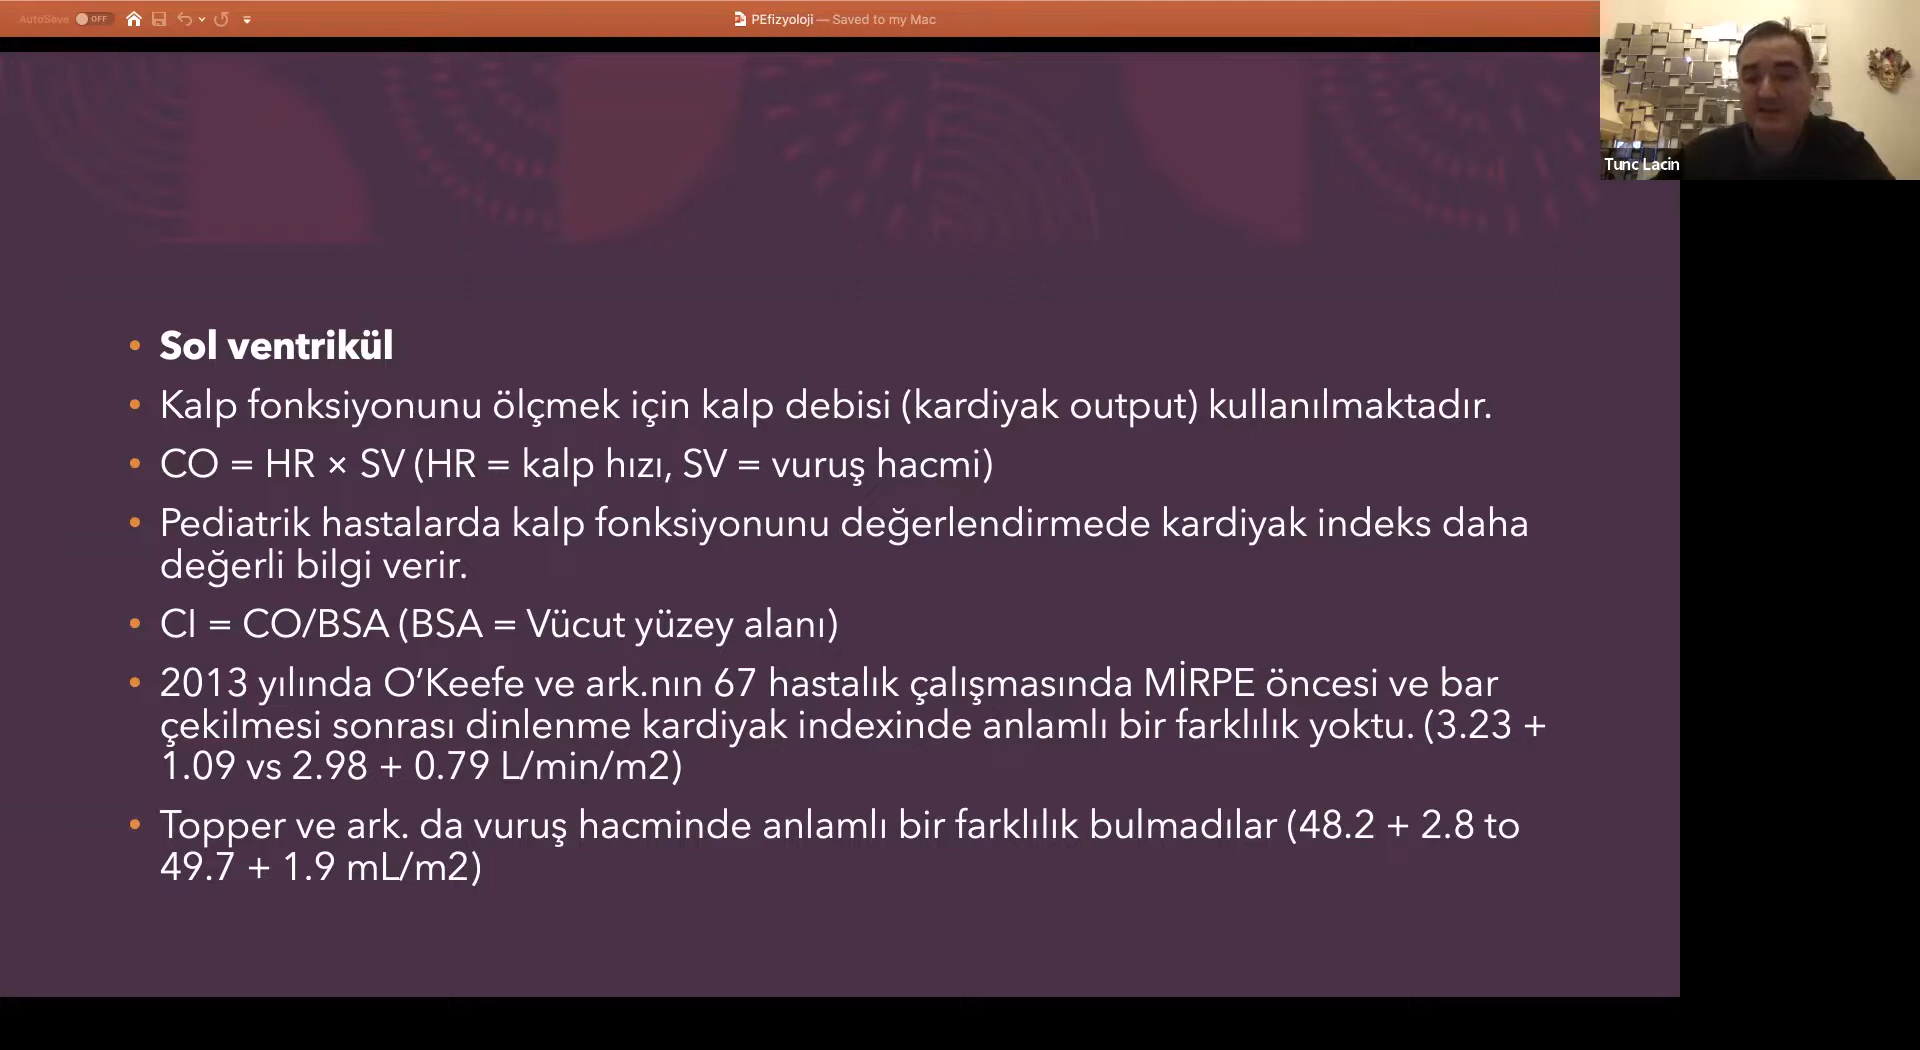 AutoSave OFF
PEfizyoloji — Saved to my Mac
Tunc Lacin
• Sol ventrikül
• Kalp fonksiyonunu ölçmek için kalp debisi (kardiyak output) kullanılmaktadır.
• CO = HR × SV (HR = kalp hızı, SV = vuruş hacmi)
• Pediatrik hastalarda kalp fonksiyonunu değerlendirmede kardiyak indeks daha
değerli bilgi verir.
• CI = CO/BSA (BSA = Vücut yüzey alanı)
• 2013 yılında O’Keefe ve ark.nın 67 hastalık çalışmasında MİRPE öncesi ve bar
çekilmesi sonrası dinlenme kardiyak indexinde anlamlı bir farklılık yoktu. (3.23 +
1.09 vs 2.98 + 0.79 L/min/m2)
• Topper ve ark. da vuruş hacminde anlamlı bir farklılık bulmadılar (48.2 + 2.8 to
49.7 + 1.9 mL/m2)